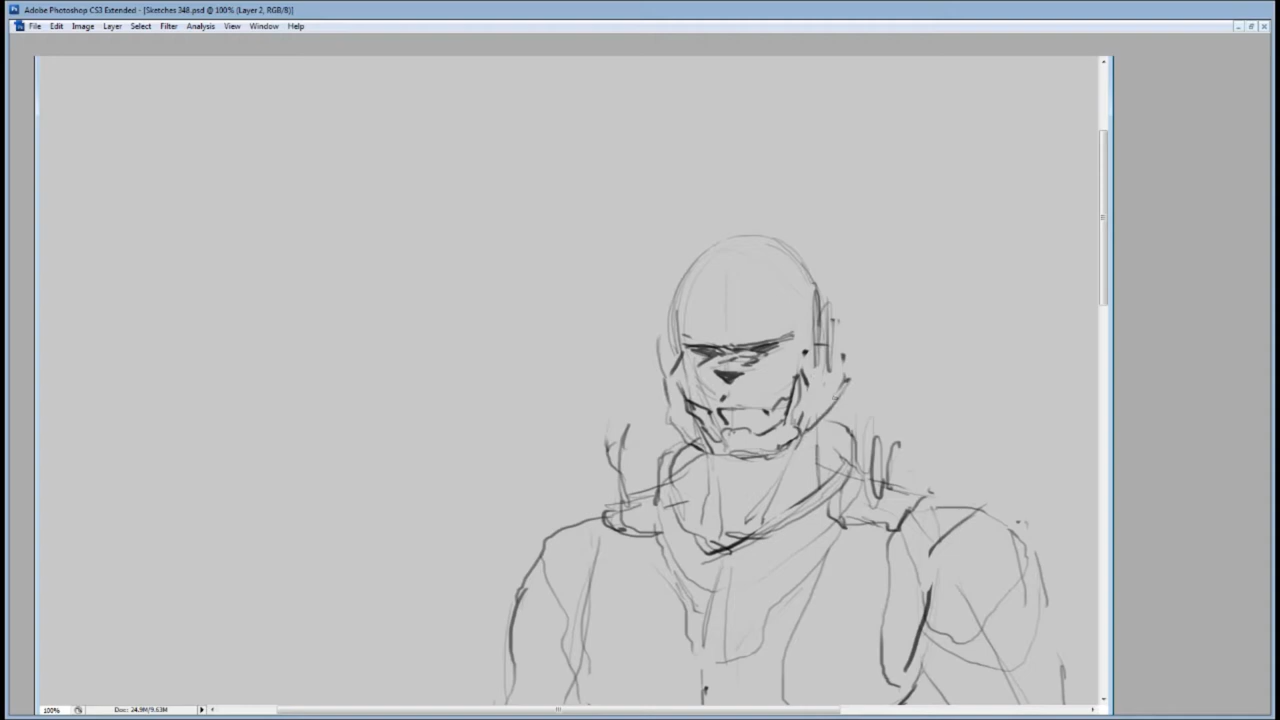 Adobe Photoshop CS3 Extended - [Sketches 348.psd @ 100% (Layer 2, RGB/8)]
File Edit Image Layer Select Filter Analysis View Window Help
100% Doc: 24.9M/9.63M